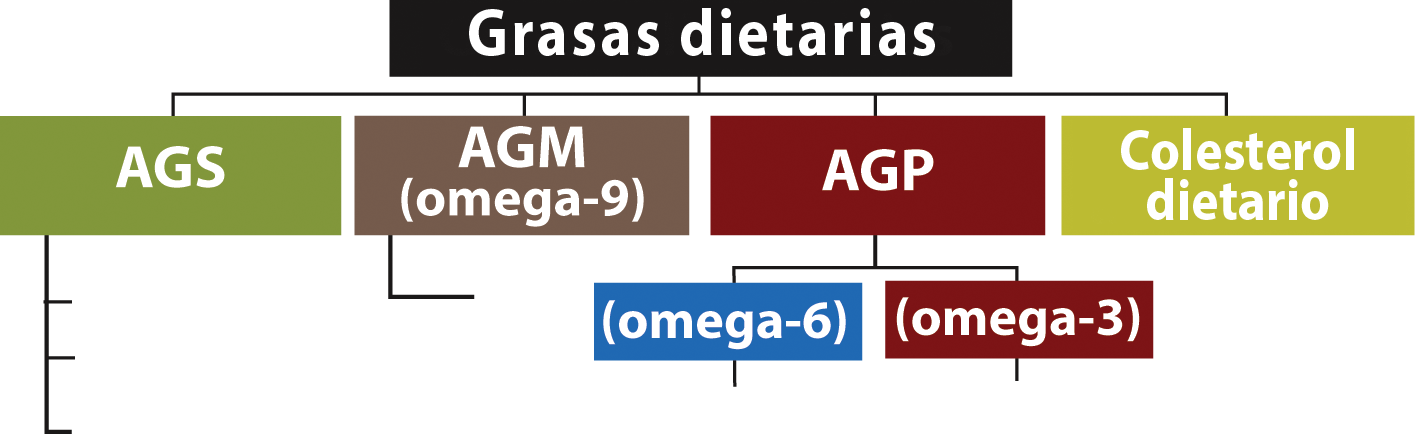 Grasas dietarias
AGS
AGM
(omega-9)
AGP
Colesterol
dietario
(omega-6)
(omega-3)